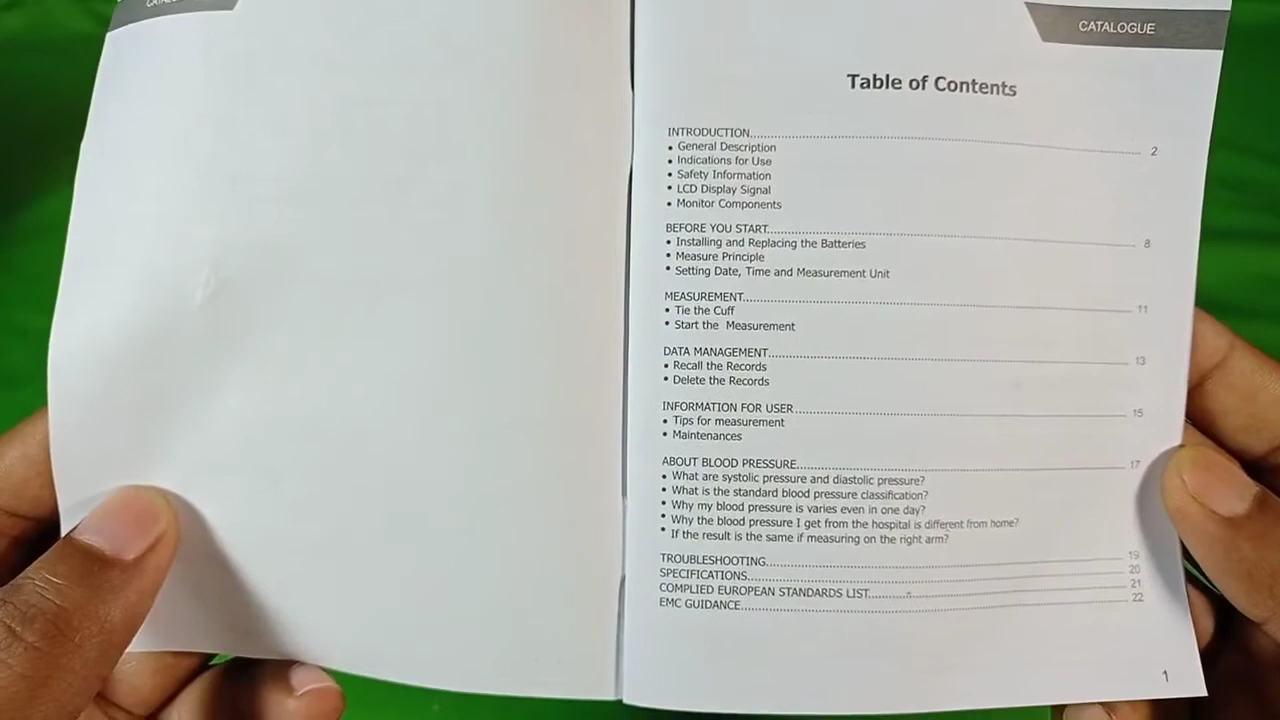 CATALOGUE
Table of Contents
INTRODUCTION.......... 2
• General Description
• Indications for Use
• Safety Information
• LCD Display Signal
• Monitor Components
BEFORE YOU START.......... 8
• Installing and Replacing the Batteries
• Measure Principle
• Setting Date, Time and Measurement Unit
MEASUREMENT.......... 11
• Tie the Cuff
• Start the Measurement
DATA MANAGEMENT.......... 13
• Recall the Records
• Delete the Records
INFORMATION FOR USER.......... 15
• Tips for measurement
• Maintenances
ABOUT BLOOD PRESSURE.......... 17
• What are systolic pressure and diastolic pressure?
• What is the standard blood pressure classification?
• Why my blood pressure is varies even in one day?
• Why the blood pressure I get from the hospital is different from home?
• If the result is the same if measuring on the right arm?
TROUBLESHOOTING.......... 19
SPECIFICATIONS.......... 20
COMPLIED EUROPEAN STANDARDS LIST.......... 21
EMC GUIDANCE.......... 22
1